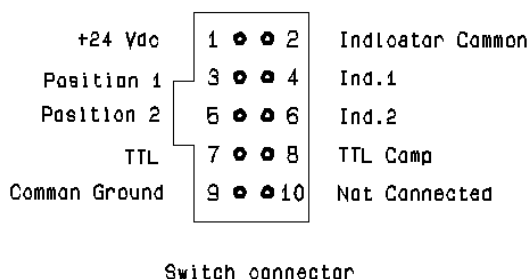 +24 Vdc 1 2 Indicator Common
Position 1 3 4 Ind.1
Position 2 5 6 Ind.2
TTL 7 8 TTL Comp
Common Ground 9 10 Not Connected
Switch connector